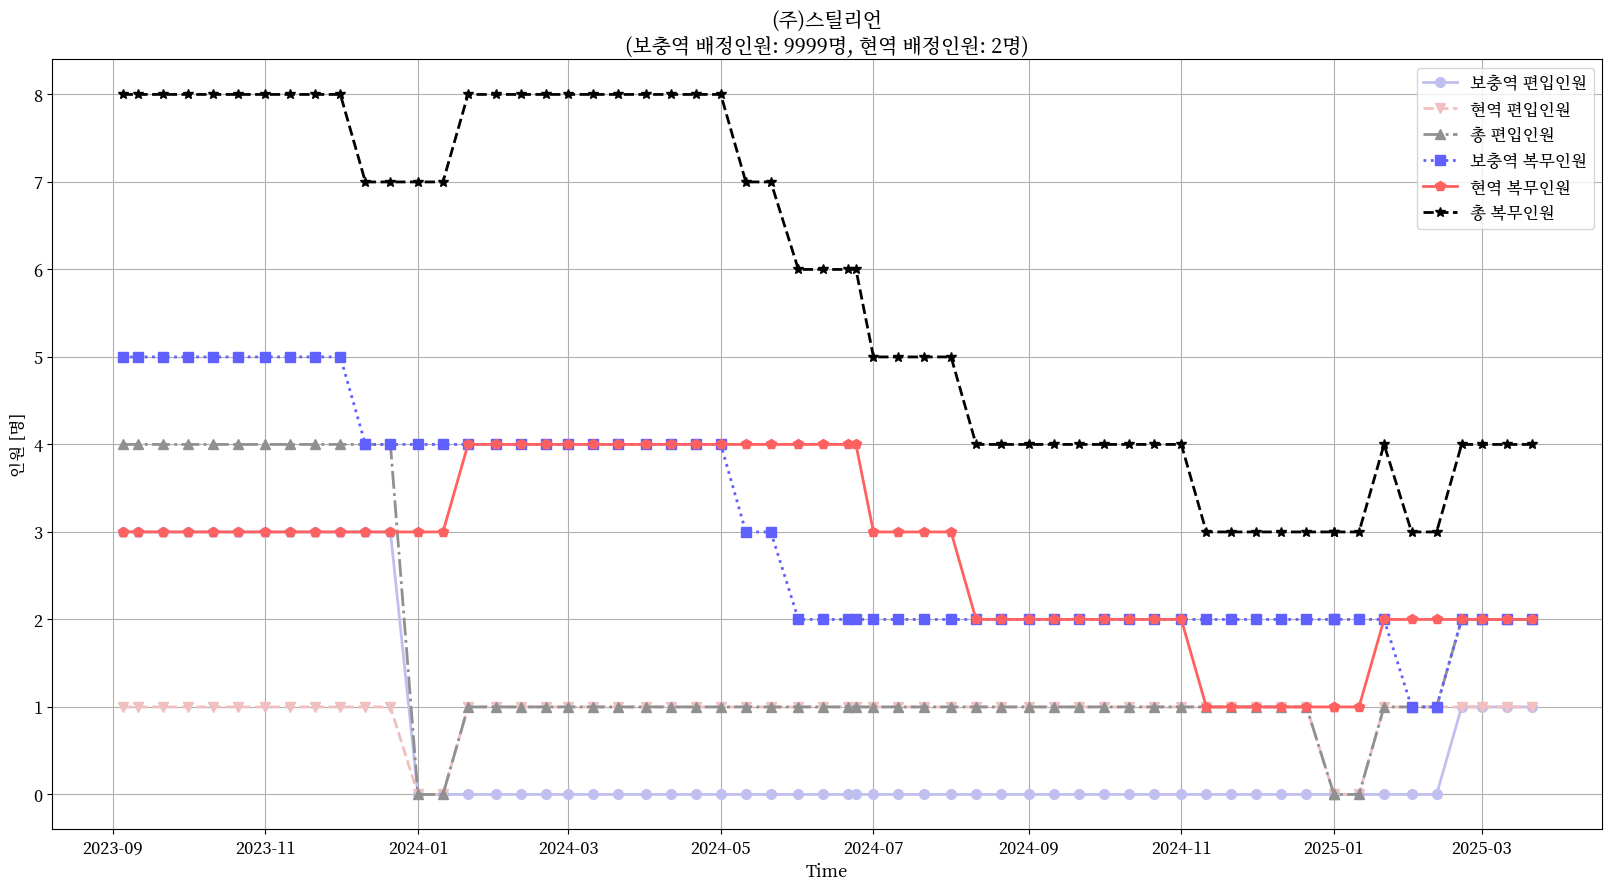 (주)스틸리언
(보충역 배정인원: 9999명, 현역 배정인원: 2명)
보충역 편입인원
현역 편입인원
총 편입인원
보충역 복무인원
현역 복무인원
총 복무인원
인원 [명]
8
7
6
5
4
3
2
1
0
2023-09 2023-11 2024-01 2024-03 2024-05 2024-07 2024-09 2024-11 2025-01 2025-03
Time